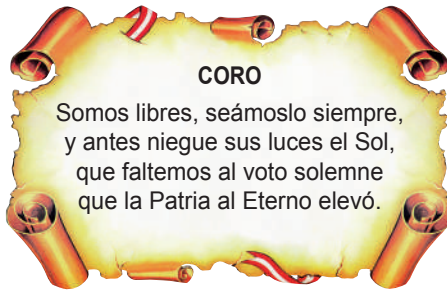 CORO
Somos libres, seámoslo siempre,
y antes niegue sus luces el Sol,
que faltemos al voto solemne
que la Patria al Eterno elevó.